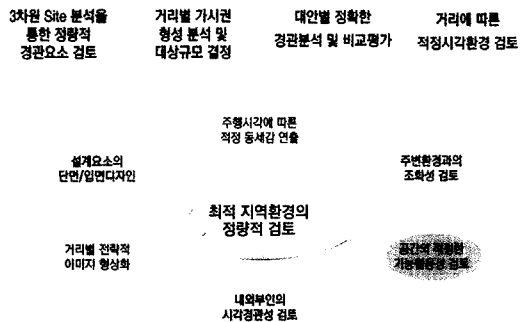 3차원 Site 분석을
통한 정량적
경관요소 검토
거리별 가시권
형성 분석 및
대상규모 결정
대안별 정확한
경관분석 및 비교평가
거리에 따른
적정시각환경 검토
주행시각에 따른
적정 동세감 연출
설계요소의
단면/입면디자인
주변환경과의
조화성 검토
최적 지역환경의
정량적 검토
거리별 전략적
이미지 형상화
공간의 적정한
검토
내외부인의
시각경관성 검토